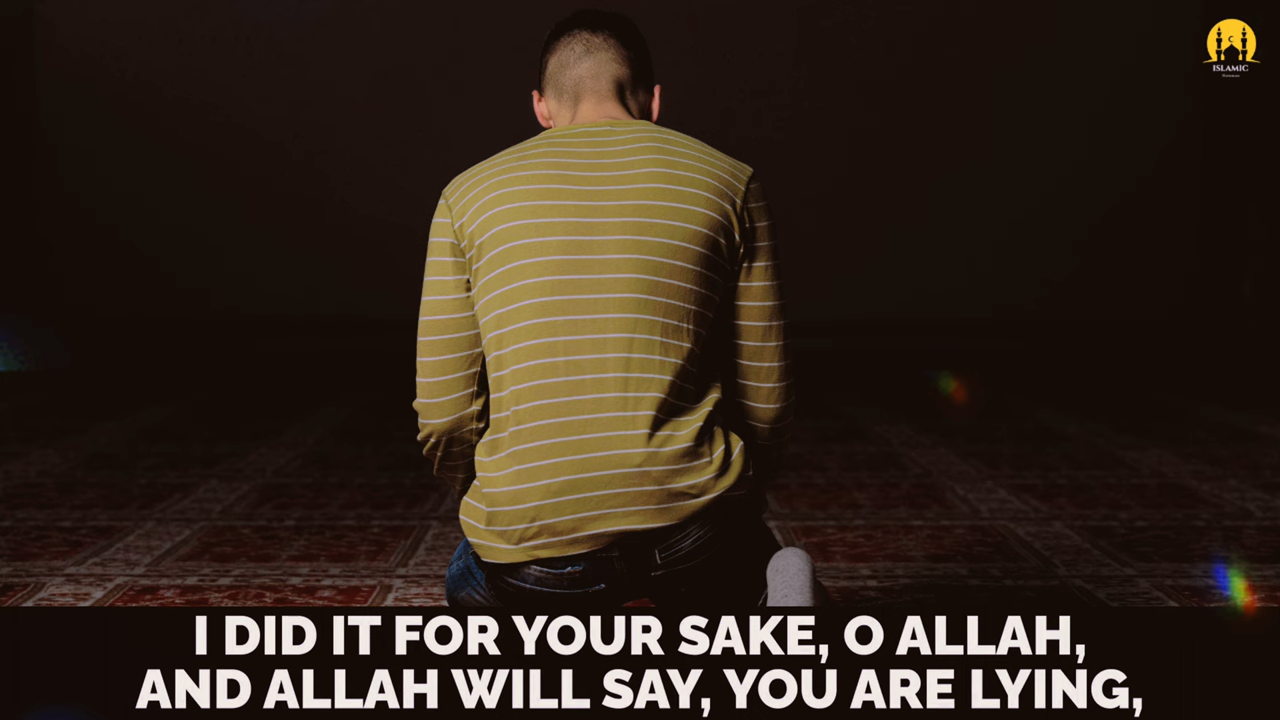 ISLAMIC
I DID IT FOR YOUR SAKE, O ALLAH,
AND ALLAH WILL SAY, YOU ARE LYING,